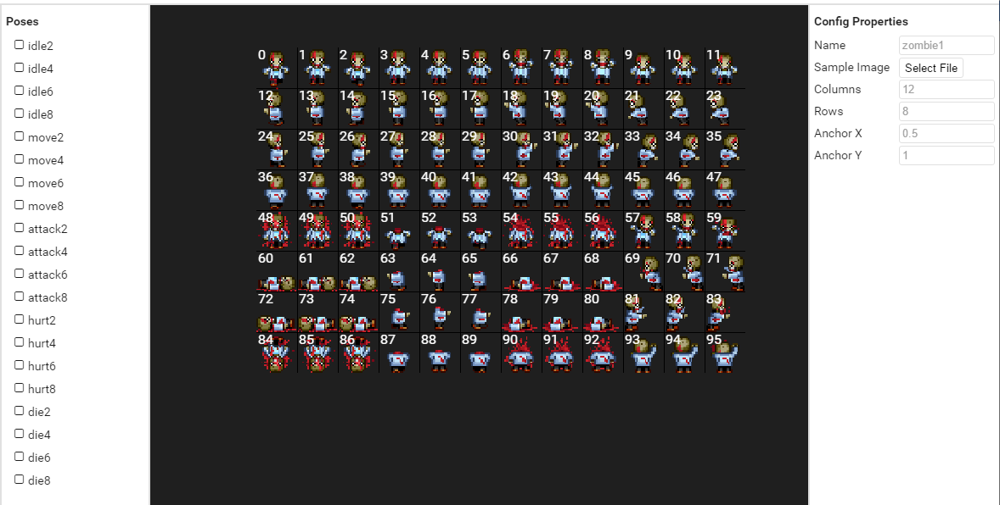 Poses
idle2
idle4
idle6
idle8
move2
move4
move6
move8
attack2
attack4
attack6
attack8
hurt2
hurt4
hurt6
hurt8
die2
die4
die6
die8
0 1 2 3 4 5 6 7 8 9 10 11
12 13 14 15 16 17 18 19 20 21 22 23
24 25 26 27 28 29 30 31 32 33 34 35
36 37 38 39 40 41 42 43 44 45 46 47
48 49 50 51 52 53 54 55 56 57 58 59
60 61 62 63 64 65 66 67 68 69 70 71
72 73 74 75 76 77 78 79 80 81 82 83
84 85 86 87 88 89 90 91 92 93 94 95
Config Properties
Name zombie1
Sample Image Select File
Columns 12
Rows 8
Anchor X 0.5
Anchor Y 1